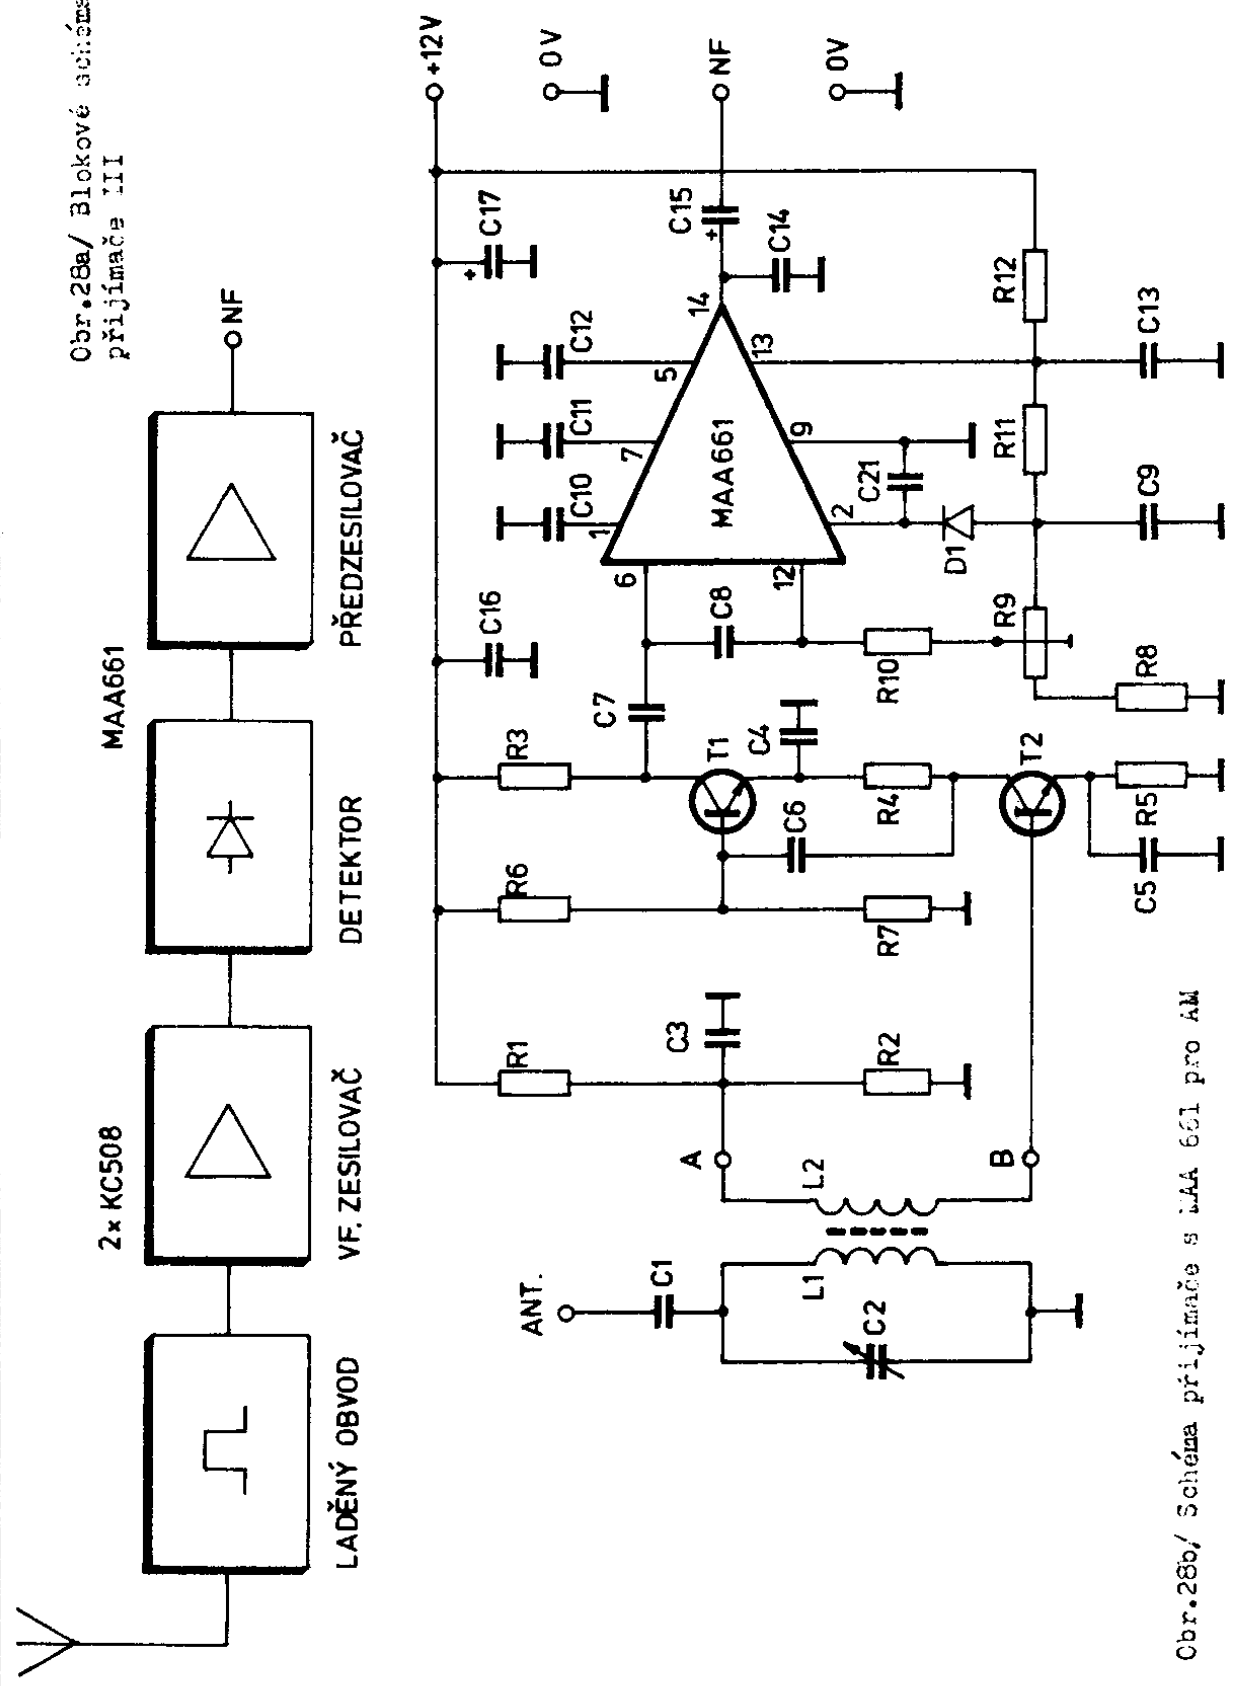 Obr.28a/ Blokové schéma
přijímače III
MAA661
2×KC508
NF
LADĚNÝ OBVOD
VF. ZESILOVAČ
DETEKTOR
PŘEDZESILOVAČ
+12V
0V
NF
0V
ANT.
C1
C2
L1
L2
A
B
R1
C3
R2
R6
R7
R3
C7
T1
C4
C6
R4
T2
C5
R5
C16
C8
R10
R9
R8
6
12
1
7
5
14
13
9
2
MAA661
C10
C11
C12
C21
D1
C9
R11
C13
R12
+
C17
+
C15
C14
Obr.28b/ Schéma přijímače s MAA 661 pro AM